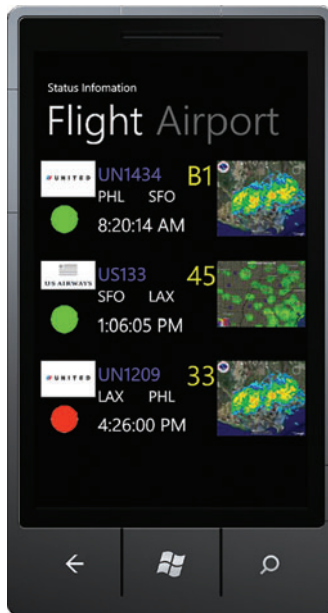 Status Infomation
Flight Airport
UNITED UN1434 B1
PHL SFO
8:20:14 AM
US AIRWAYS US133 45
SFO LAX
1:06:05 PM
UNITED UN1209 33
LAX PHL
4:26:00 PM